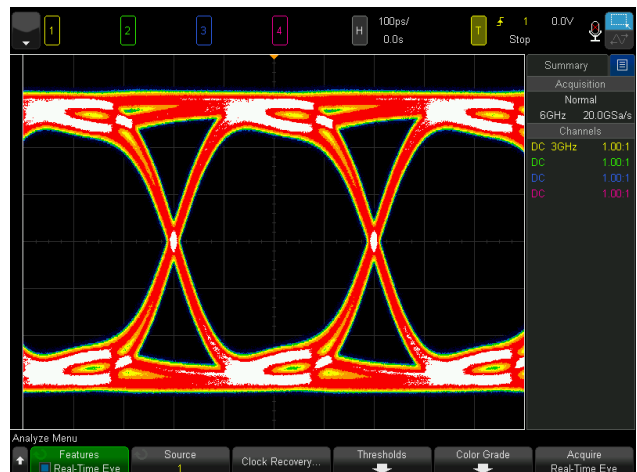 1
2
3
4
H
100ps/
0.0s
T
1
0.0V
Stop
Summary
Acquisition
Normal
6GHz 20.0GSa/s
Channels
DC 3GHz 1.00:1
DC 1.00:1
DC 1.00:1
DC 1.00:1
Analyze Menu
Features
Real-Time Eye
Source
1
Clock Recovery...
Thresholds
Color Grade
Acquire
Real-Time Eye